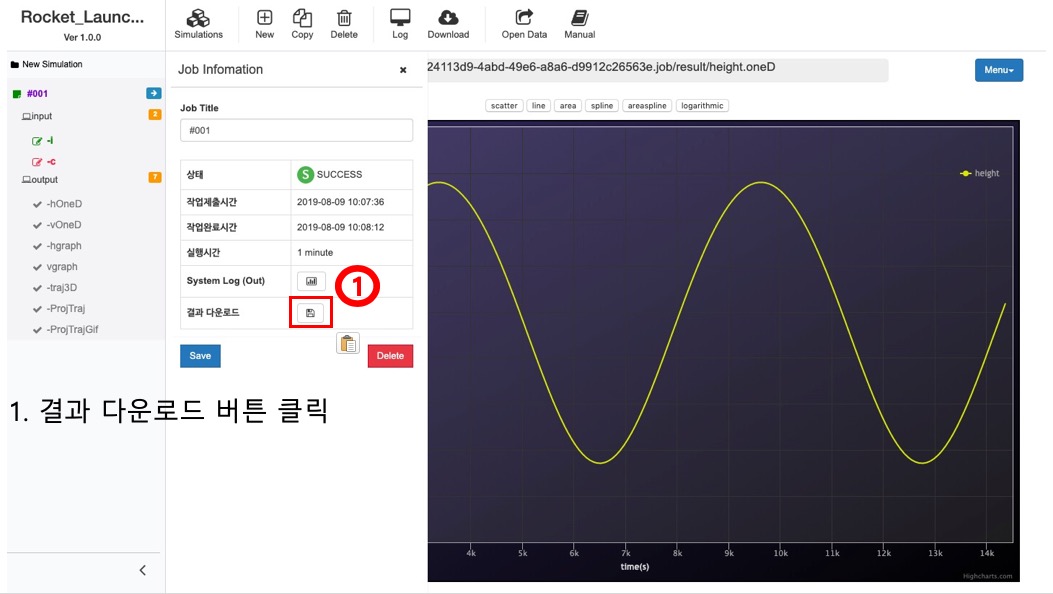 Rocket_Launc...
Ver 1.0.0
Simulations
New
Copy
Delete
Log
Download
Open Data
Manual
New Simulation
#001
input
2
-i
-c
output
7
-hOneD
-vOneD
-hgraph
vgraph
-traj3D
-ProjTraj
-ProjTrajGif
Job Infomation
Job Title
#001
상태 S SUCCESS
작업제출시간 2019-08-09 10:07:36
작업완료시간 2019-08-09 10:08:12
실행시간 1 minute
System Log (Out)
1
결과 다운로드
Save
Delete
1. 결과 다운로드 버튼 클릭
24113d9-4abd-49e6-a8a6-d9912c26563e.job/result/height.oneD
Menu
scatter line area spline areaspline logarithmic
height
4k 5k 6k 7k 8k 9k 10k 11k 12k 13k 14k
time(s)
Highcharts.com